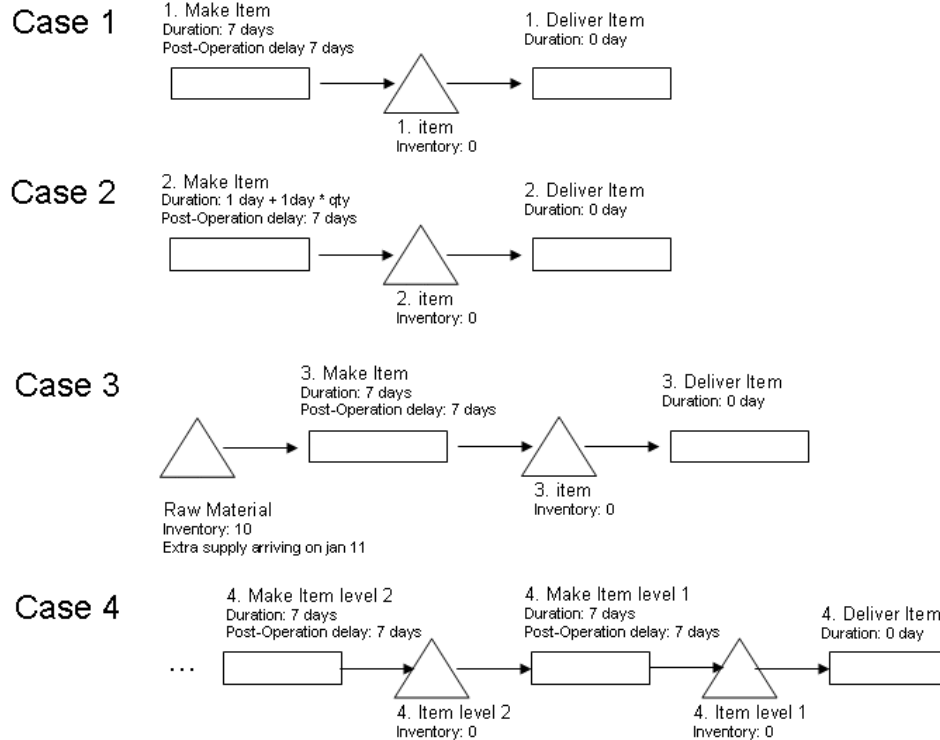 Case 1
1. Make Item
Duration: 7 days
Post-Operation delay 7 days
1. Deliver Item
Duration: 0 day
1. item
Inventory: 0
Case 2
2. Make Item
Duration: 1 day + 1day * qty
Post-Operation delay: 7 days
2. Deliver Item
Duration: 0 day
2. item
Inventory: 0
Case 3
3. Make Item
Duration: 7 days
Post-Operation delay: 7 days
3. Deliver Item
Duration: 0 day
Raw Material
Inventory: 10
Extra supply arriving on jan 11
3. item
Inventory: 0
Case 4
4. Make Item level 2
Duration: 7 days
Post-Operation delay: 7 days
4. Make Item level 1
Duration: 7 days
Post-Operation delay: 7 days
4. Deliver Item
Duration: 0 day
...
4. Item level 2
Inventory: 0
4. Item level 1
Inventory: 0